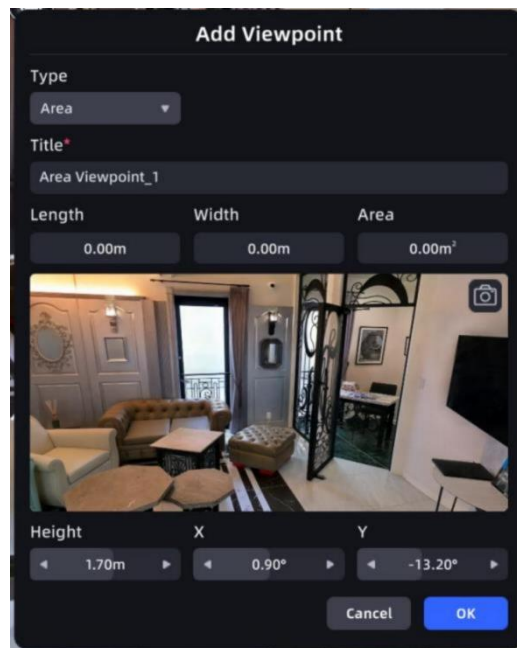 Add Viewpoint
Type
Area
Title*
Area Viewpoint_1
Length Width Area
0.00m 0.00m 0.00m²
Height X Y
1.70m 0.90° -13.20°
Cancel OK